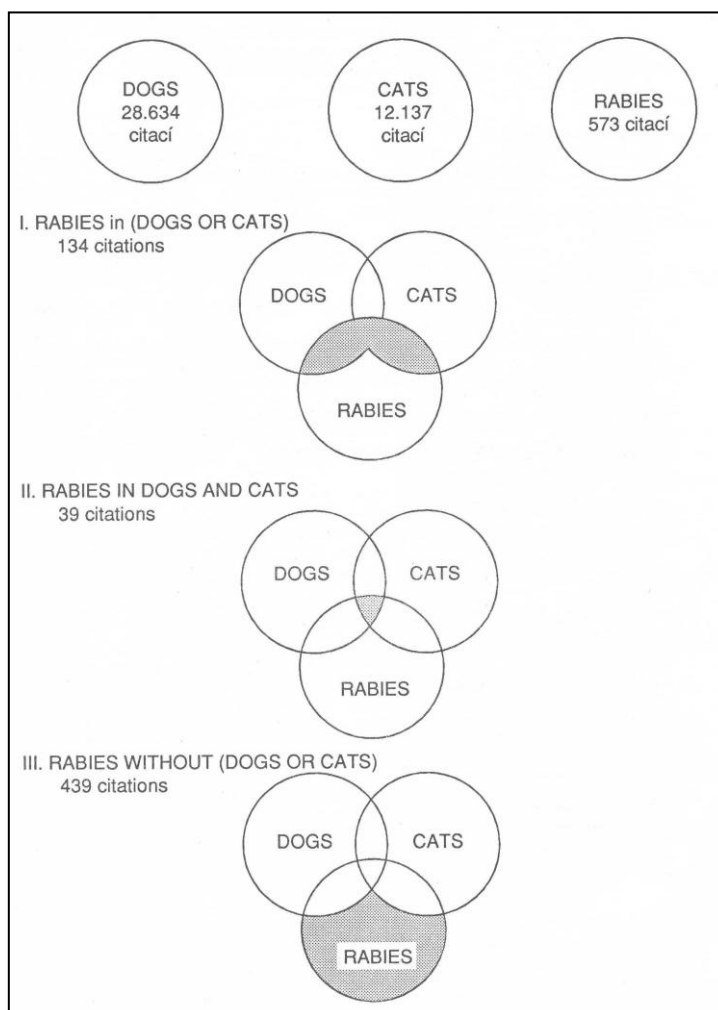 DOGS
28.634
citací
CATS
12.137
citací
RABIES
573 citací
I. RABIES in (DOGS OR CATS)
134 citations
DOGS
CATS
RABIES
II. RABIES IN DOGS AND CATS
39 citations
DOGS
CATS
RABIES
III. RABIES WITHOUT (DOGS OR CATS)
439 citations
DOGS
CATS
RABIES